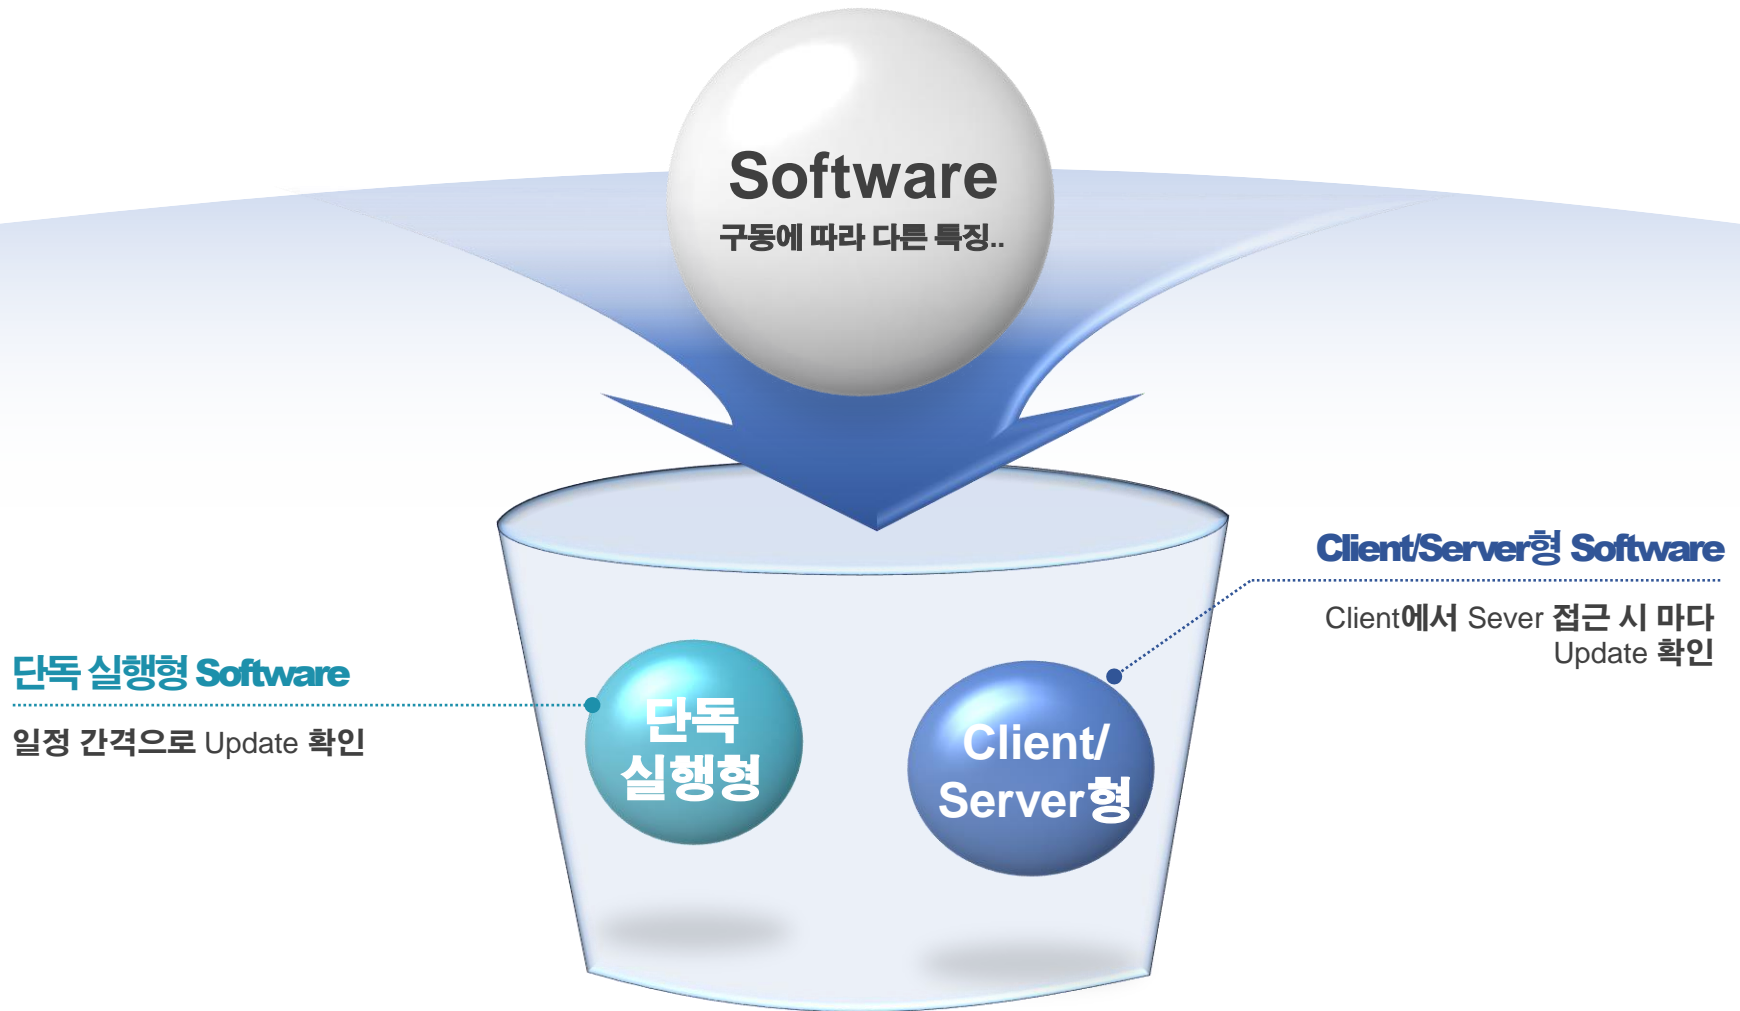 Software
구동에 따라 다른 특징..
Client/Server형 Software
Client에서 Sever 접근 시 마다
Update 확인
단독 실행형 Software
일정 간격으로 Update 확인
단독
실행형
Client/
Server형